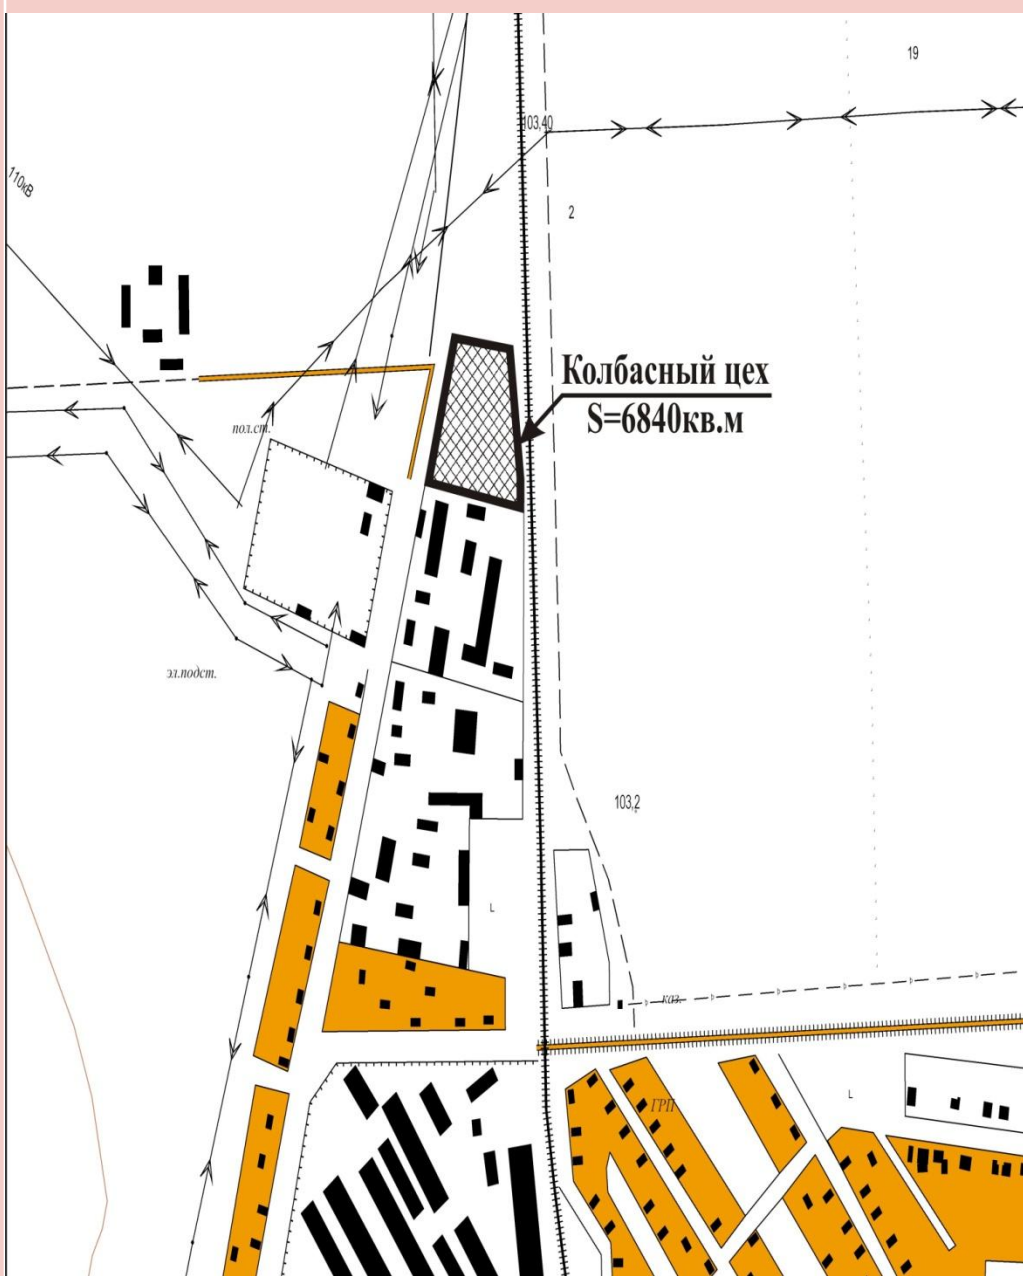 19
103,40
110кВ
2
Колбасный цех
S=6840кв.м
пол.ст.
эл.подст.
103,2
L
каз.
ГРП
L